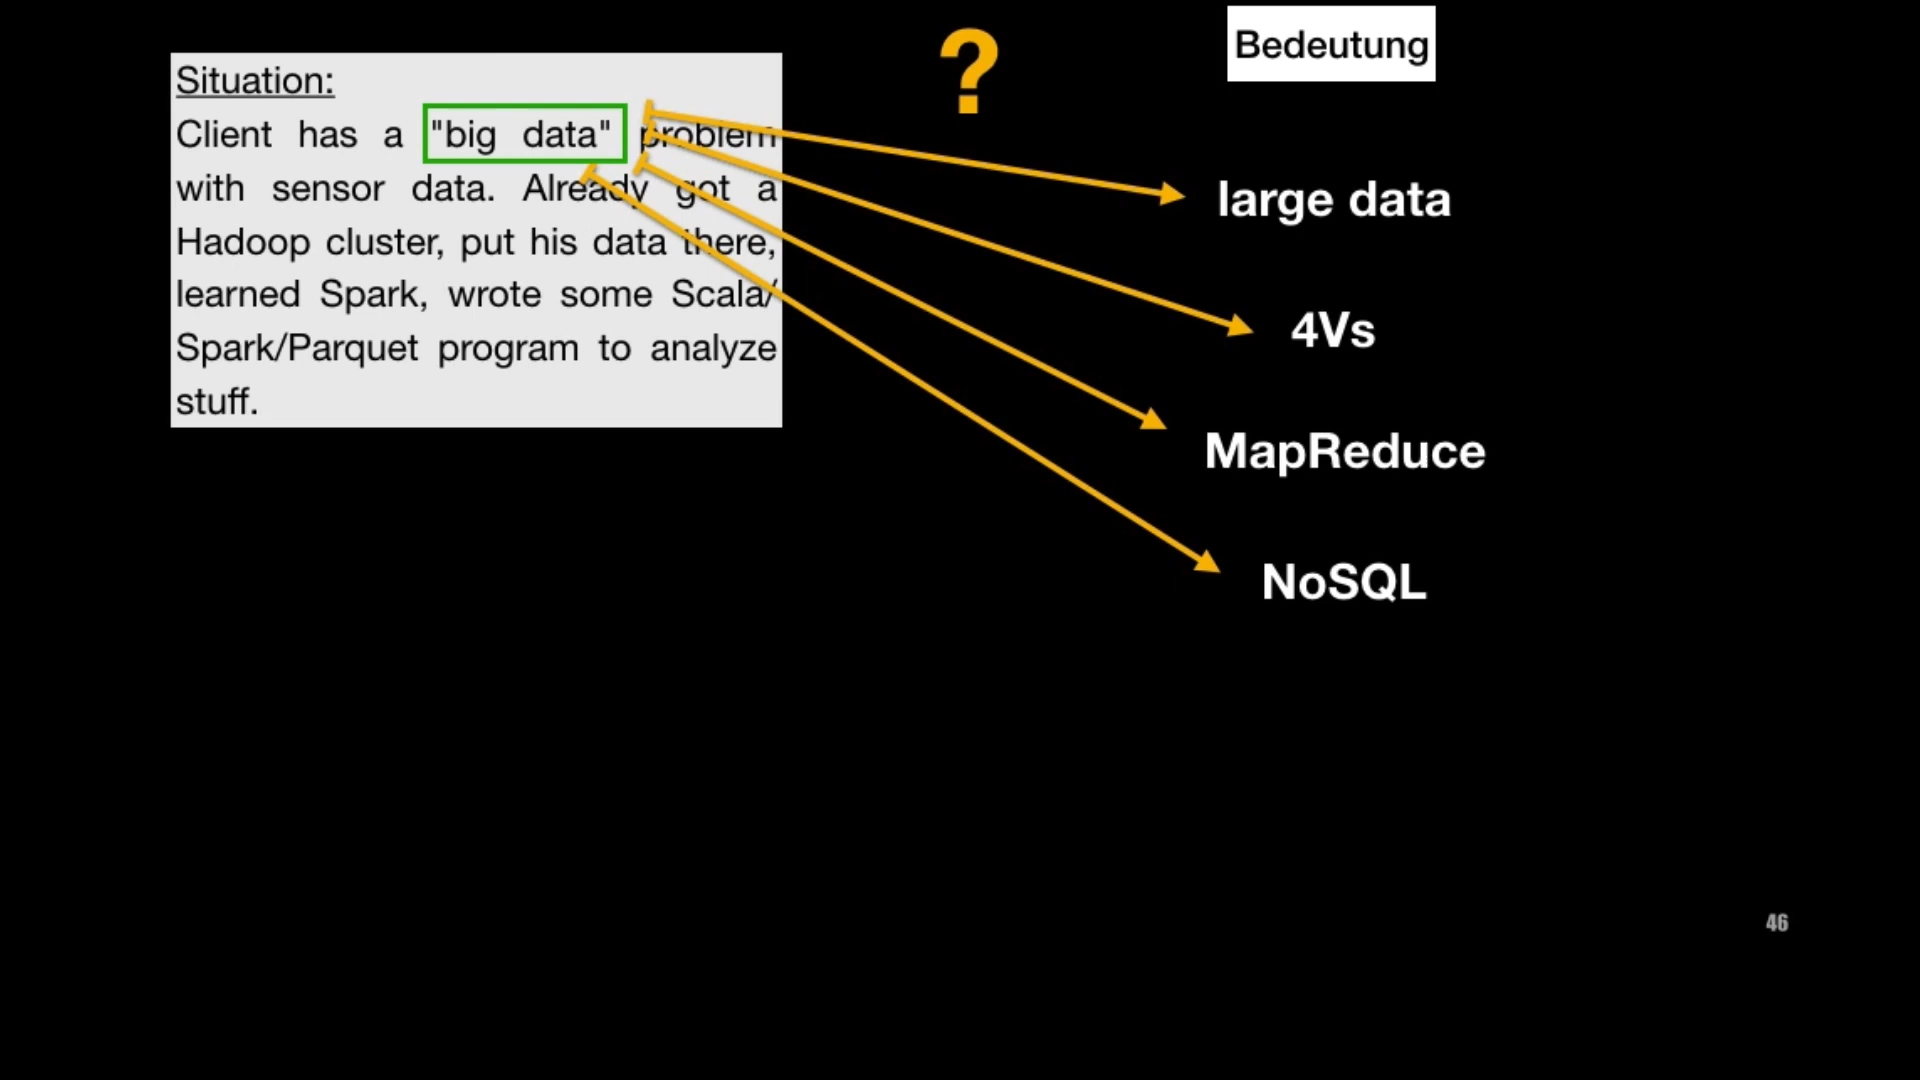 Situation:
Client has a "big data" problem
with sensor data. Already got a
Hadoop cluster, put his data there,
learned Spark, wrote some Scala/
Spark/Parquet program to analyze
stuff.
?
Bedeutung
large data
4Vs
MapReduce
NoSQL
46